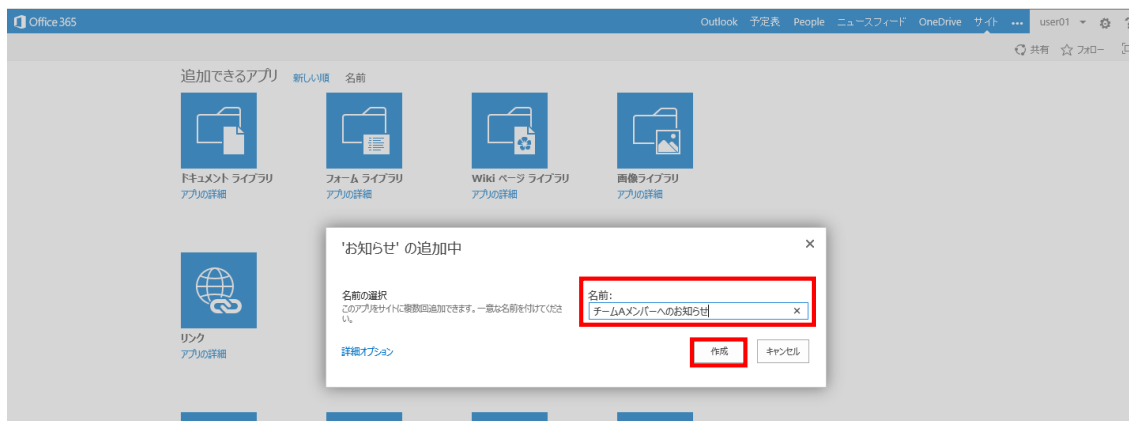 Office 365
Outlook 予定表 People ニュースフィード OneDrive サイト ••• user01 ?
共有 フォロー
追加できるアプリ 新しい順 名前
ドキュメント ライブラリ フォーム ライブラリ Wiki ページ ライブラリ 画像ライブラリ
アプリの詳細 アプリの詳細 アプリの詳細 アプリの詳細
'お知らせ' の追加中 ×
名前の選択
このアプリをサイトに複数回追加できます。一意な名前を付けてくださ
い。
名前:
チームAメンバーへのお知らせ ×
詳細オプション 作成 キャンセル
リンク
アプリの詳細